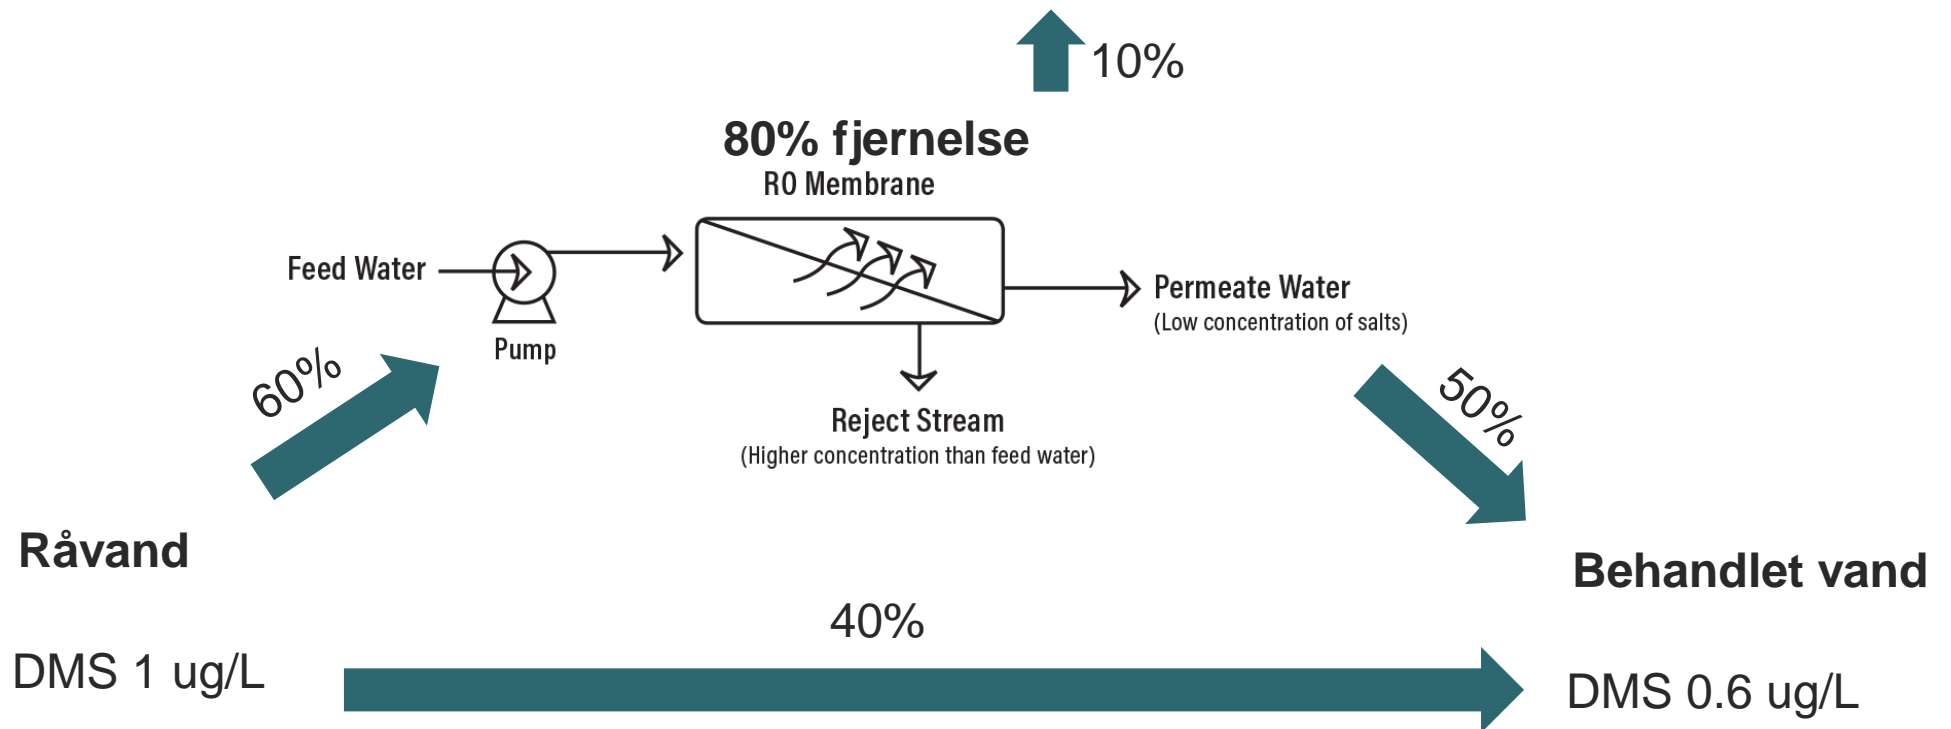 10%
80% fjernelse
RO Membrane
Feed Water
Pump
Permeate Water
(Low concentration of salts)
60%
50%
Reject Stream
(Higher concentration than feed water)
Råvand
Behandlet vand
40%
DMS 1 ug/L
DMS 0.6 ug/L